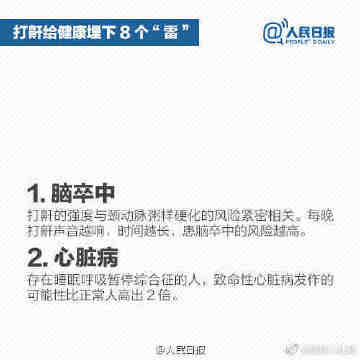 打鼾给健康埋下8个“雷”
@人民日报
PEOPLE'S DAILY
1. 脑卒中
打鼾的强度与颈动脉粥样硬化的风险紧密相关。每晚
打鼾声音越响、时间越长，患脑卒中的风险越高。
2. 心脏病
存在睡眠呼吸暂停综合征的人，致命性心脏病发作的
可能性比正常人高出2倍。
@人民日报